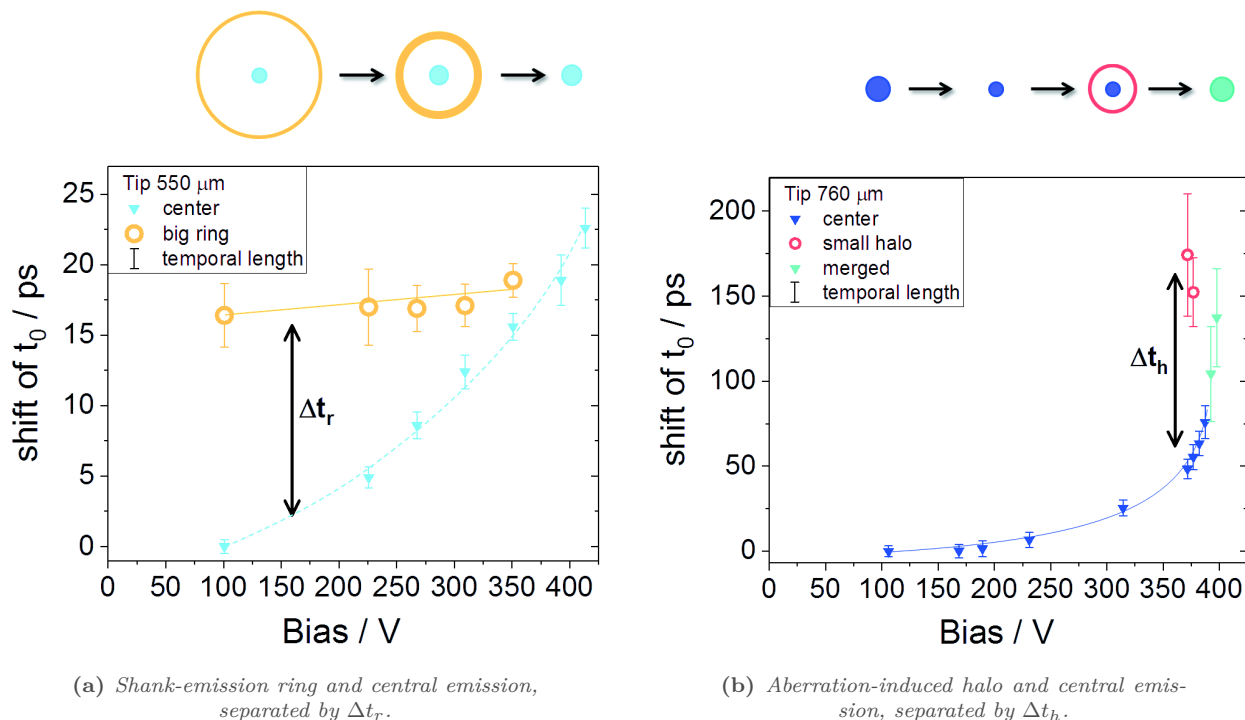 Tip 550 μm
center
big ring
temporal length
25
20
15
10
5
0
shift of t₀ / ps
Δtᵣ
0 50 100 150 200 250 300 350 400
Bias / V
(a) Shank-emission ring and central emission,
separated by Δtᵣ.
Tip 760 μm
center
small halo
merged
temporal length
200
150
100
50
0
shift of t₀ / ps
Δtₕ
0 50 100 150 200 250 300 350 400
Bias / V
(b) Aberration-induced halo and central emis-
sion, separated by Δtₕ.